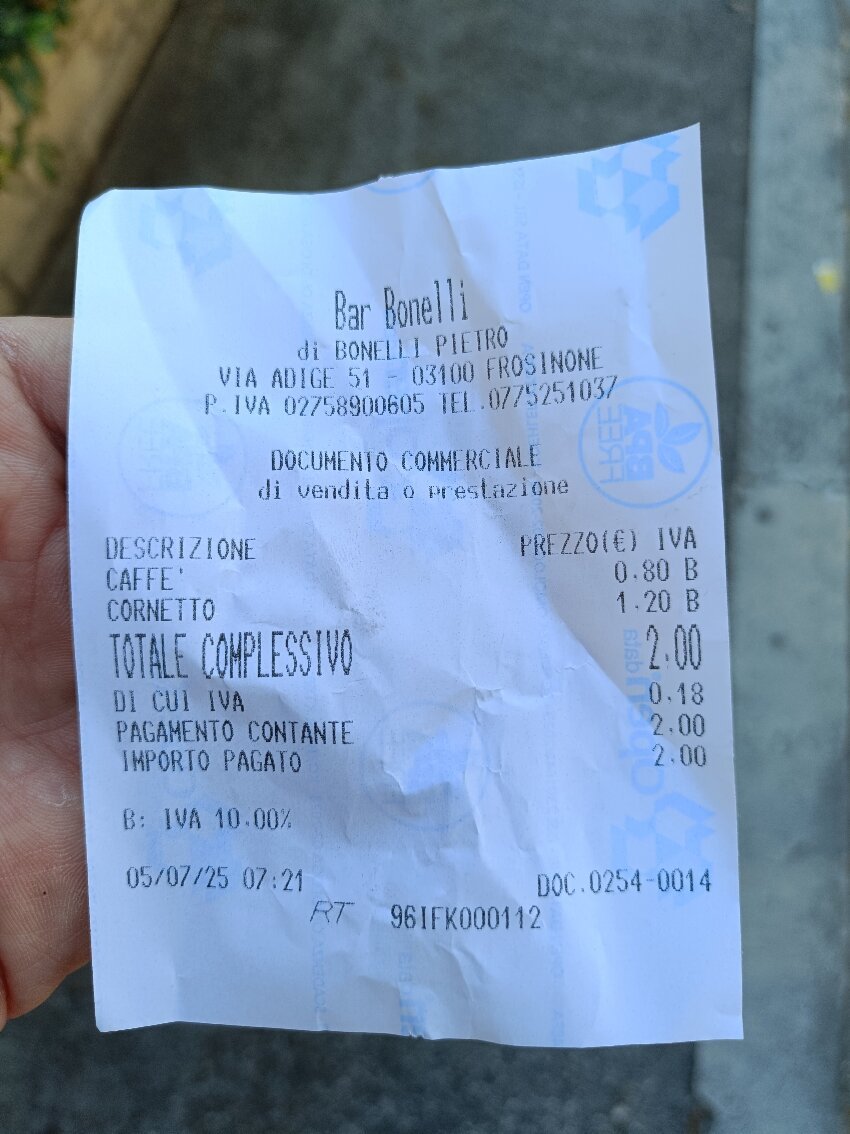 Bar Bonelli
di BONELLI PIETRO
VIA ADIGE 51 - 03100 FROSINONE
P.IVA 02758900605 TEL.0775251037
FREE BPA
DOCUMENTO COMMERCIALE
di vendita o prestazione
DESCRIZIONE PREZZO(€) IVA
CAFFE' 0.80 B
CORNETTO 1.20 B
TOTALE COMPLESSIVO 2.00
DI CUI IVA 0.18
PAGAMENTO CONTANTE 2.00
IMPORTO PAGATO 2.00
B: IVA 10.00%
05/07/25 07:21 DOC.0254-0014
RT 96IFK000112